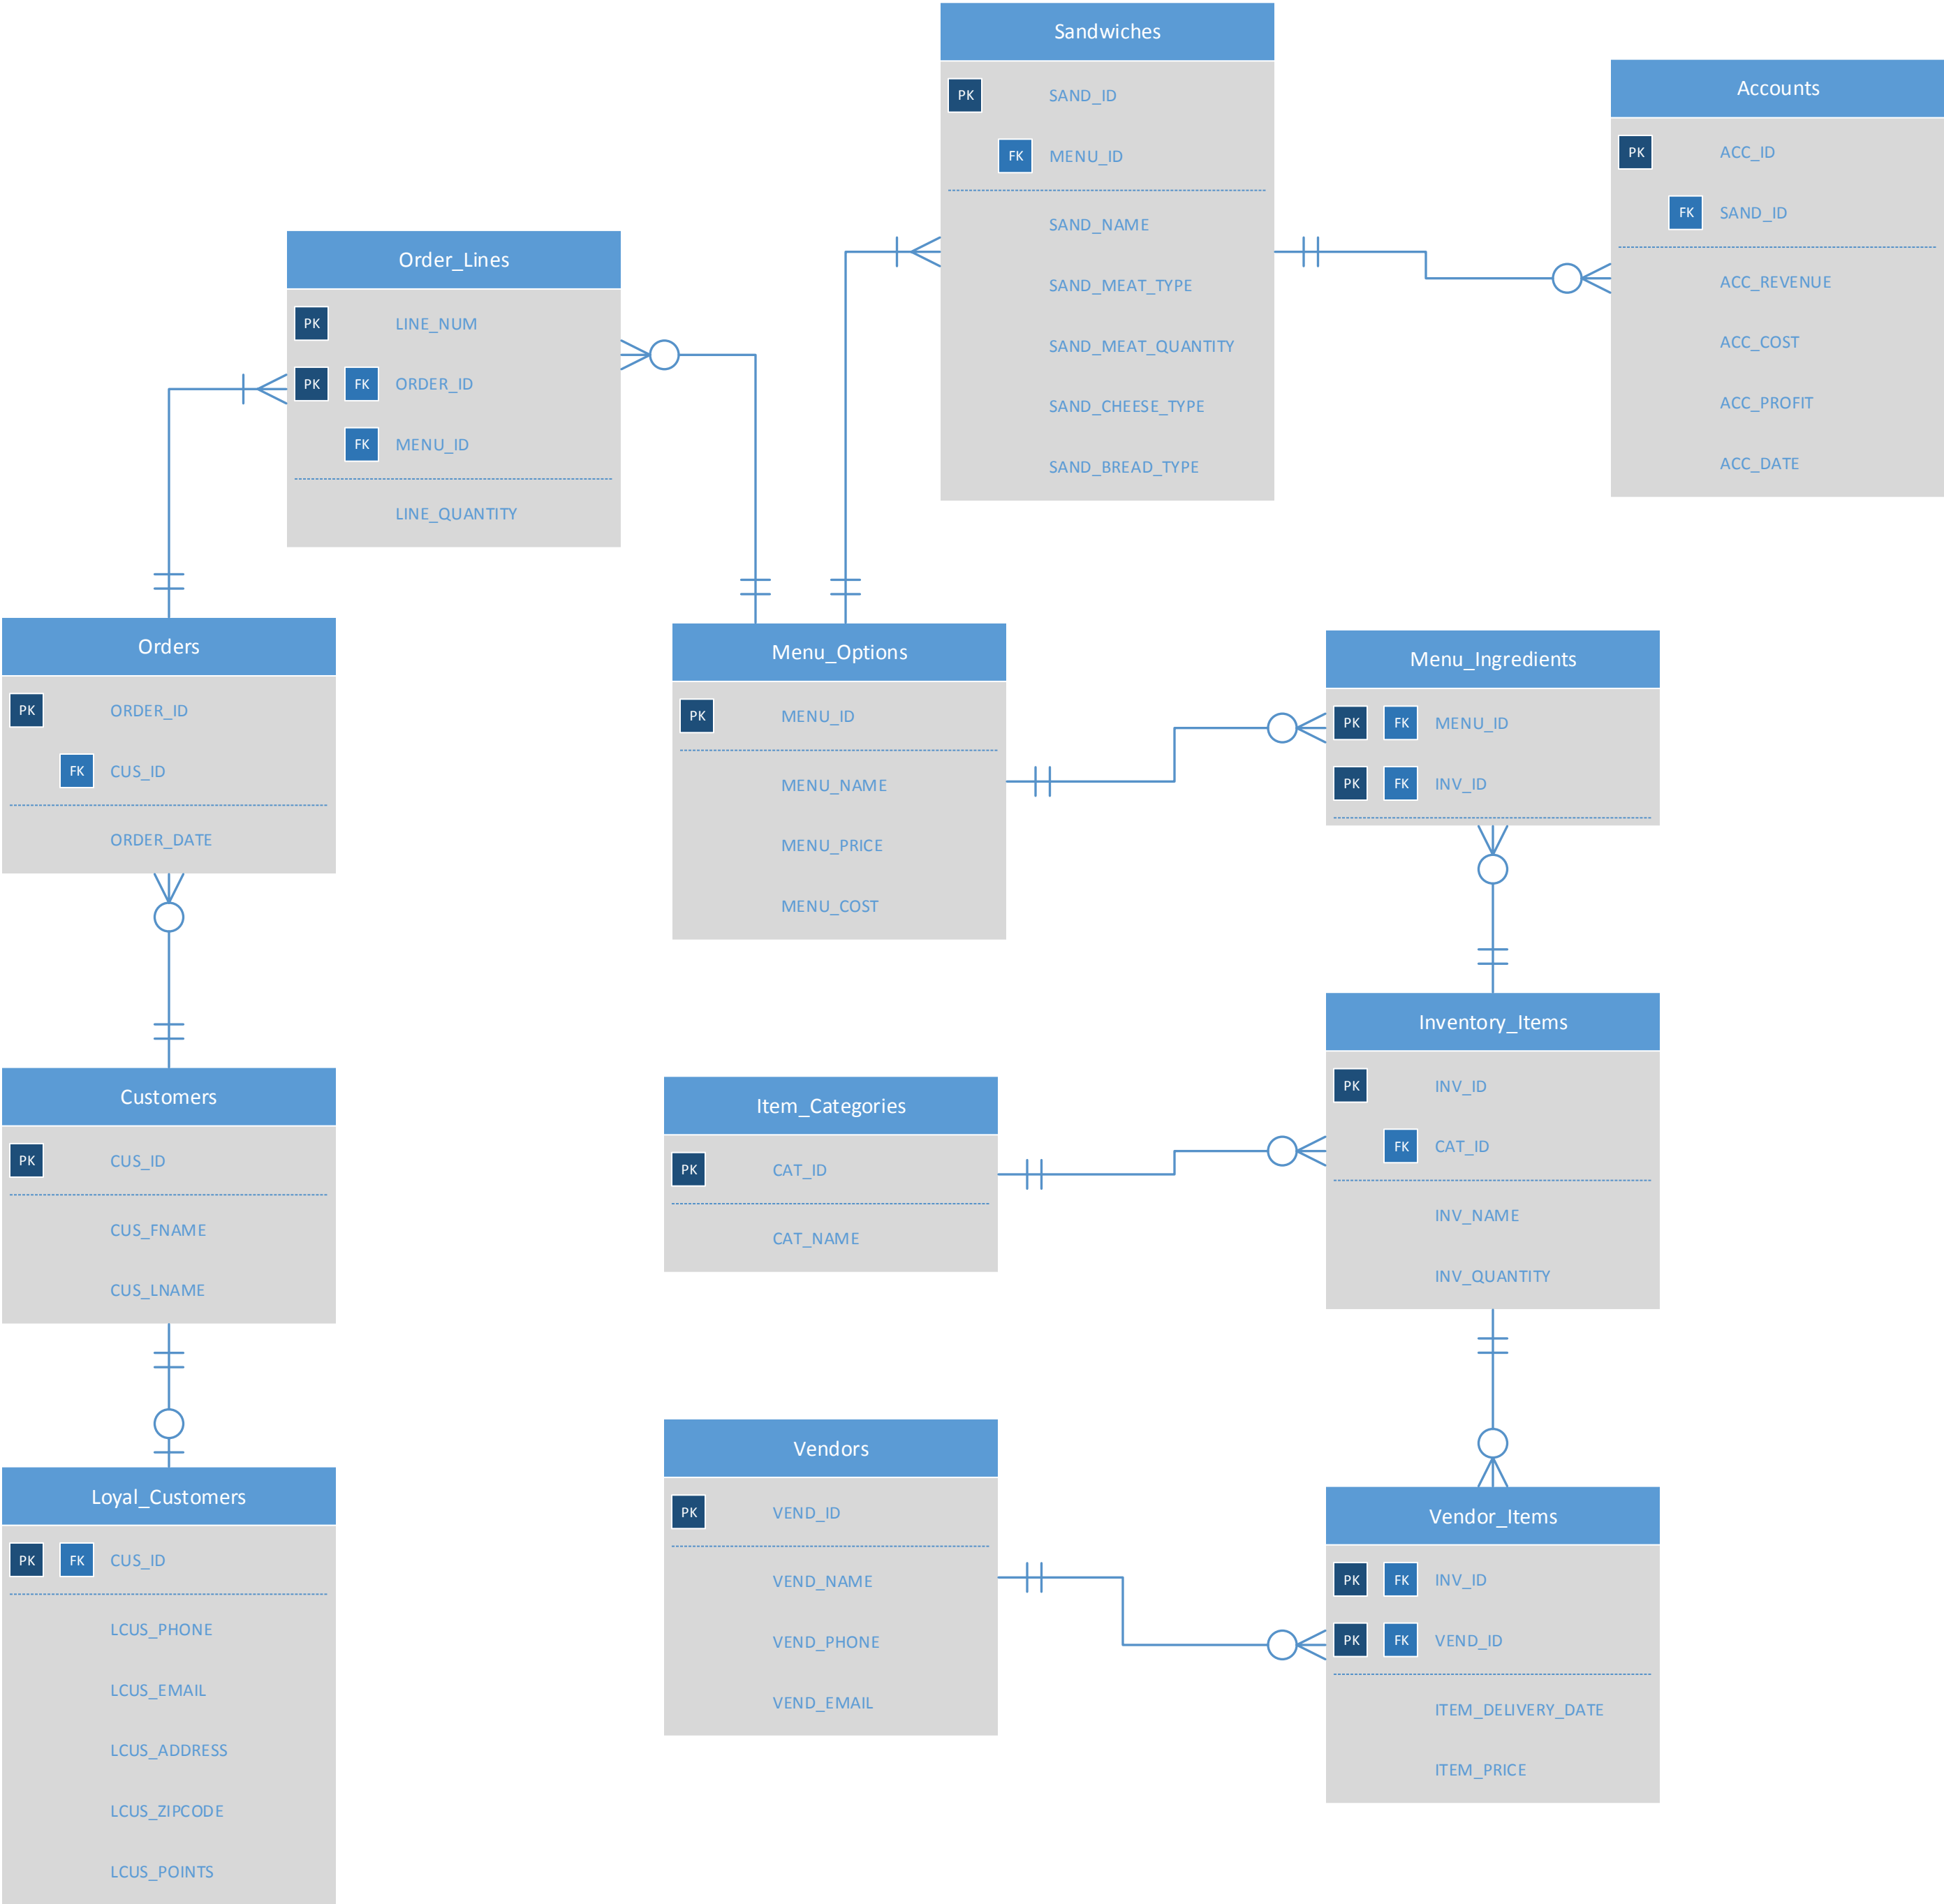 Sandwiches
PK SAND_ID
FK MENU_ID
SAND_NAME
SAND_MEAT_TYPE
SAND_MEAT_QUANTITY
SAND_CHEESE_TYPE
SAND_BREAD_TYPE
Accounts
PK ACC_ID
FK SAND_ID
ACC_REVENUE
ACC_COST
ACC_PROFIT
ACC_DATE
Order_Lines
PK LINE_NUM
PK FK ORDER_ID
FK MENU_ID
LINE_QUANTITY
Orders
PK ORDER_ID
FK CUS_ID
ORDER_DATE
Menu_Options
PK MENU_ID
MENU_NAME
MENU_PRICE
MENU_COST
Menu_Ingredients
PK FK MENU_ID
PK FK INV_ID
Customers
PK CUS_ID
CUS_FNAME
CUS_LNAME
Item_Categories
PK CAT_ID
CAT_NAME
Inventory_Items
PK INV_ID
FK CAT_ID
INV_NAME
INV_QUANTITY
Loyal_Customers
PK FK CUS_ID
LCUS_PHONE
LCUS_EMAIL
LCUS_ADDRESS
LCUS_ZIPCODE
LCUS_POINTS
Vendors
PK VEND_ID
VEND_NAME
VEND_PHONE
VEND_EMAIL
Vendor_Items
PK FK INV_ID
PK FK VEND_ID
ITEM_DELIVERY_DATE
ITEM_PRICE